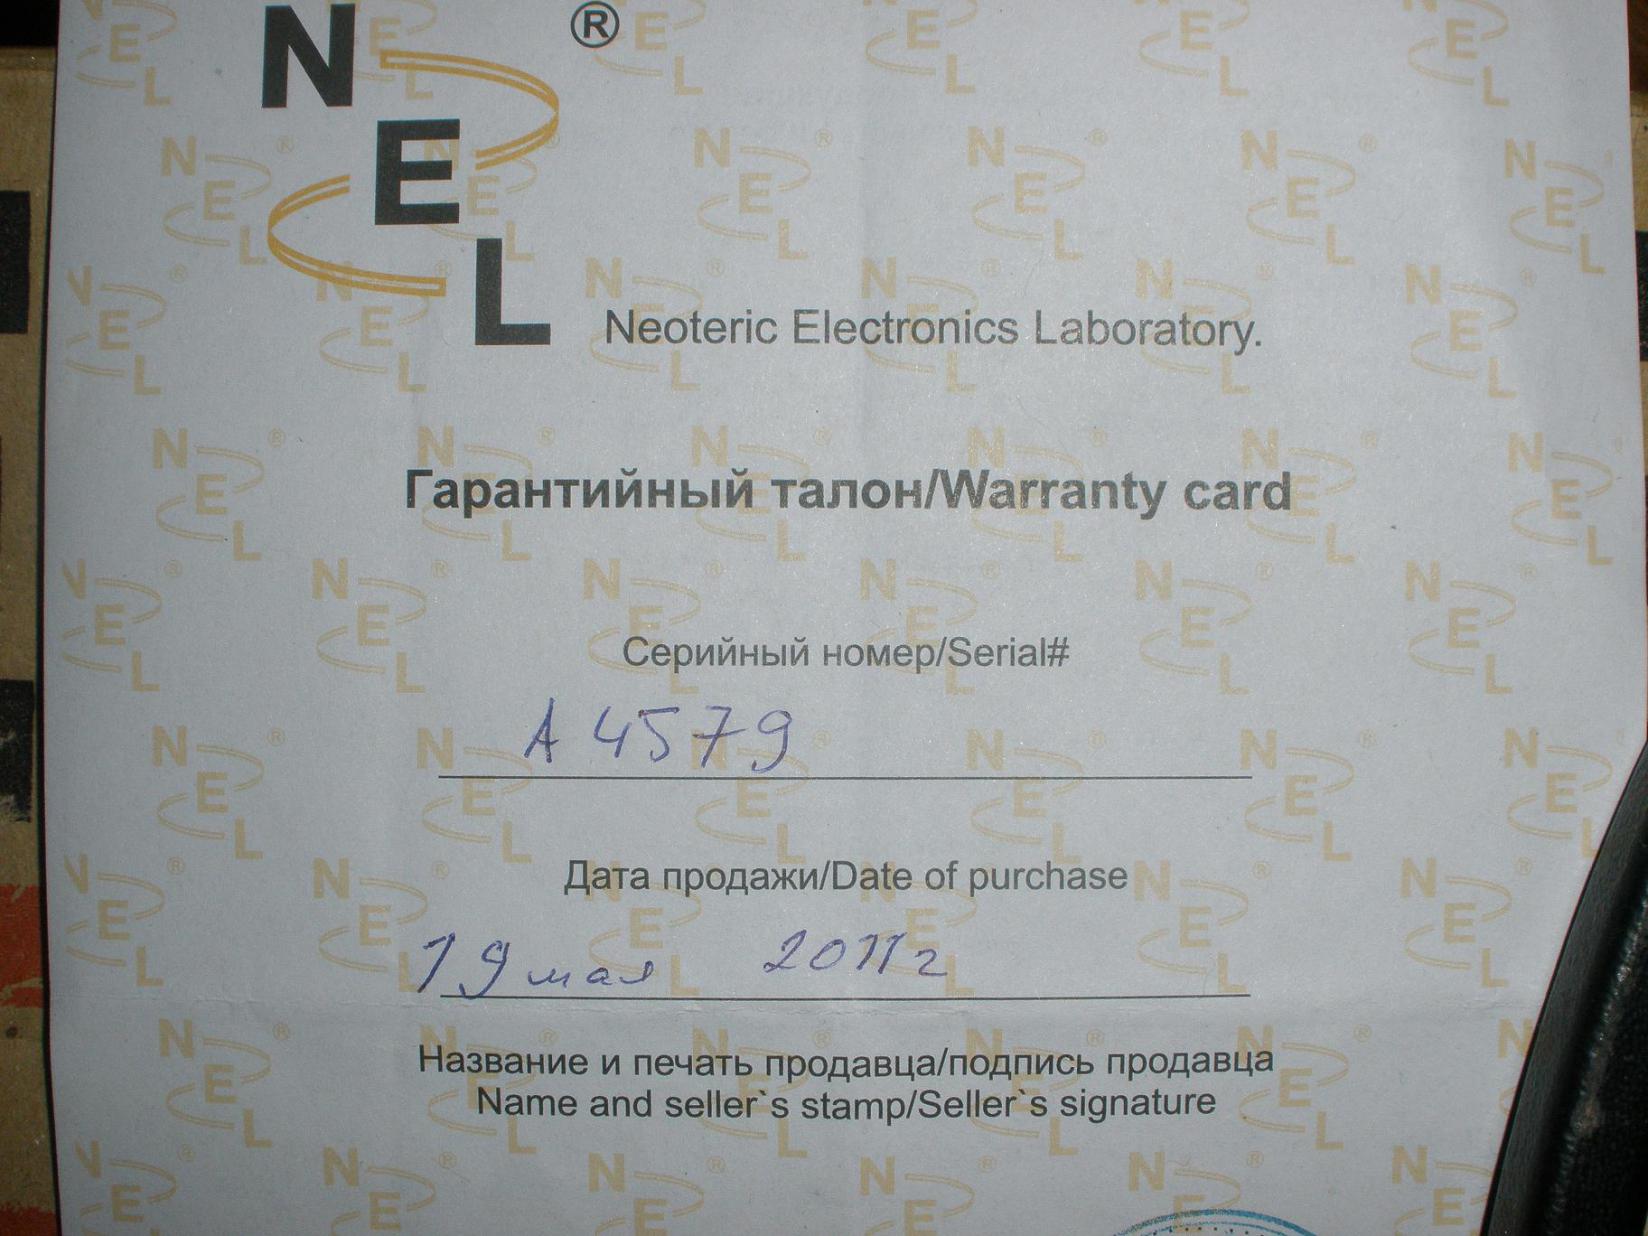 N ®
E
L
Neoteric Electronics Laboratory.
Гарантийный талон/Warranty card
Серийный номер/Serial#
А 4579
Дата продажи/Date of purchase
19 мая 2011г
Название и печать продавца/подпись продавца
Name and seller`s stamp/Seller`s signature